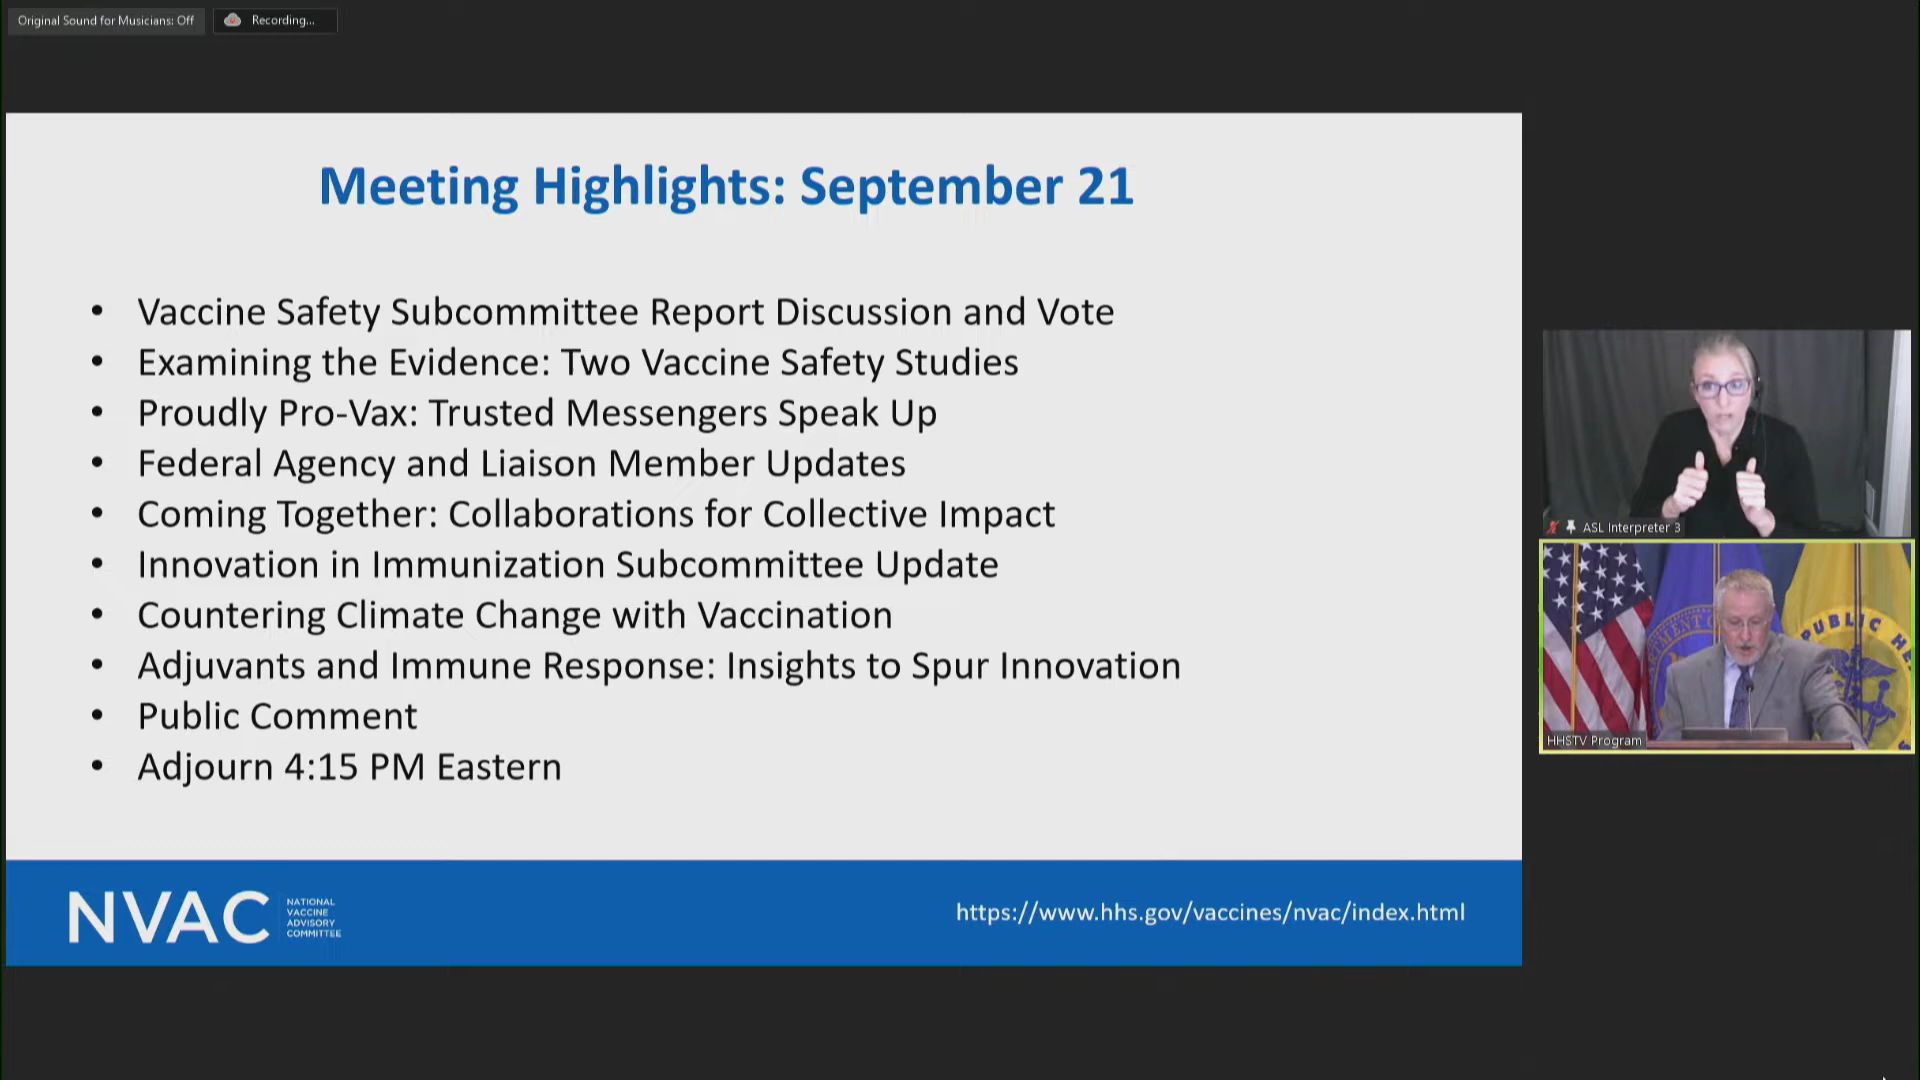 Original Sound for Musicians: Off
Recording...
Meeting Highlights: September 21
• Vaccine Safety Subcommittee Report Discussion and Vote
• Examining the Evidence: Two Vaccine Safety Studies
• Proudly Pro-Vax: Trusted Messengers Speak Up
• Federal Agency and Liaison Member Updates
• Coming Together: Collaborations for Collective Impact
• Innovation in Immunization Subcommittee Update
• Countering Climate Change with Vaccination
• Adjuvants and Immune Response: Insights to Spur Innovation
• Public Comment
• Adjourn 4:15 PM Eastern
NVAC
NATIONAL
VACCINE
ADVISORY
COMMITTEE
https://www.hhs.gov/vaccines/nvac/index.html
ASL Interpreter 3
PUBLIC HE
HHSTV Program